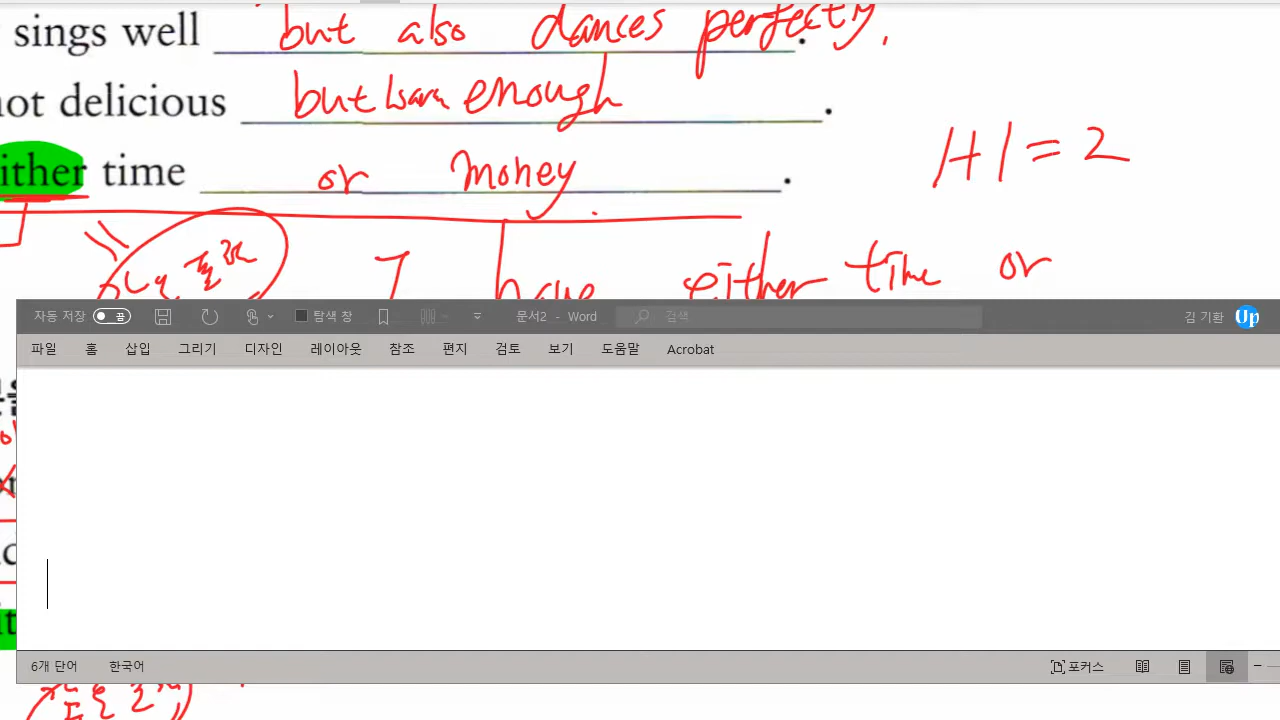 sings well but also dances perfectly.
not delicious but have enough.
ither time or money.
1+1=2
I have either time or
자동 저장 끔 탐색 창 문서2 - Word 검색 김 기환 Up
파일 홈 삽입 그리기 디자인 레이아웃 참조 편지 검토 보기 도움말 Acrobat
6개 단어 한국어 포커스